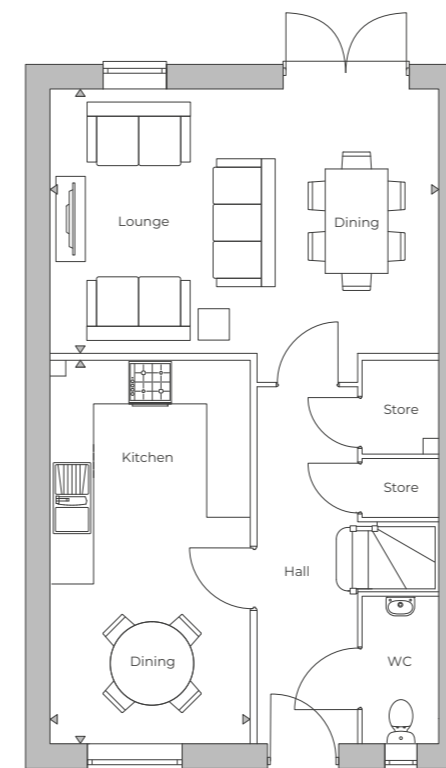 Lounge
Dining
Store
Kitchen
Store
Hall
Dining
WC